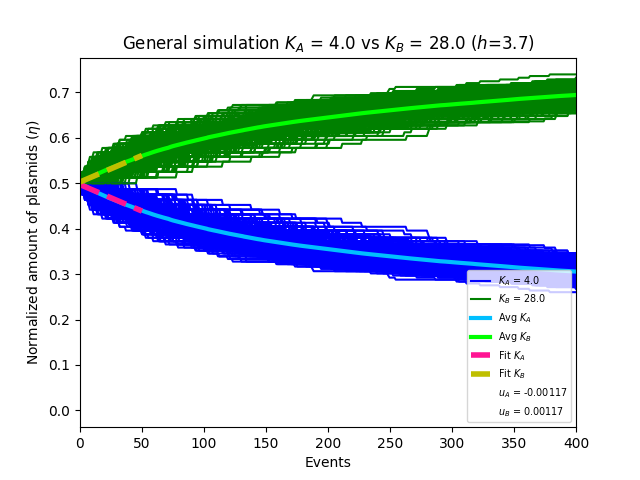 General simulation K_A = 4.0 vs K_B = 28.0 (h=3.7)
Normalized amount of plasmids (η)
0.7
0.6
0.5
0.4
0.3
0.2
0.1
0.0
K_A = 4.0
K_B = 28.0
Avg K_A
Avg K_B
Fit K_A
Fit K_B
u_A = -0.00117
u_B = 0.00117
0 50 100 150 200 250 300 350 400
Events